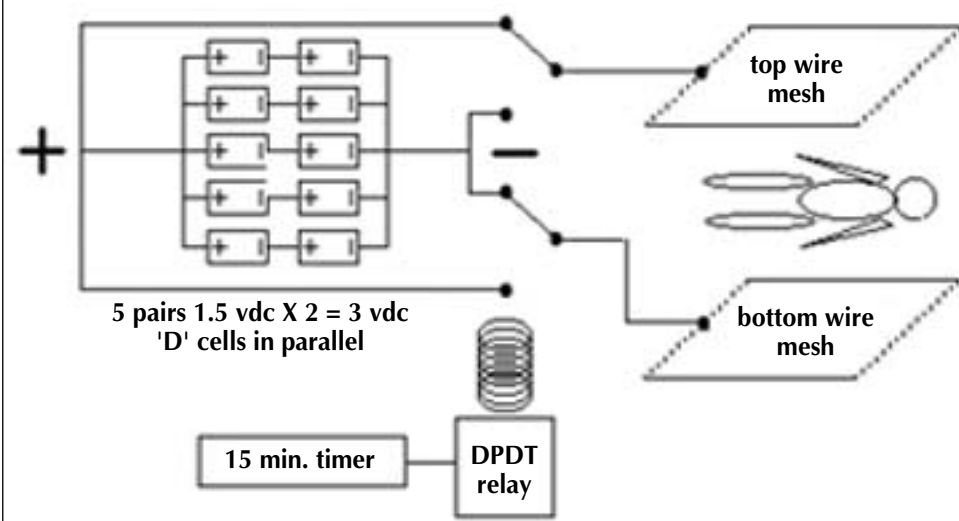 top wire
mesh
+
−
5 pairs 1.5 vdc X 2 = 3 vdc
'D' cells in parallel
bottom wire
mesh
15 min. timer
DPDT
relay